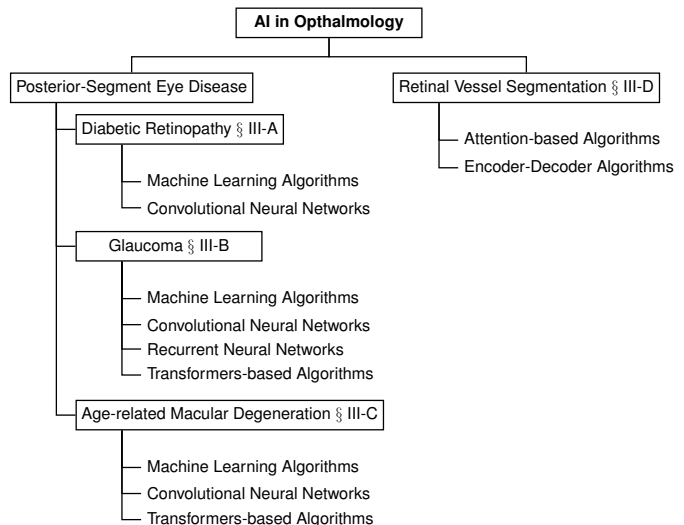 AI in Opthalmology
Posterior-Segment Eye Disease
Diabetic Retinopathy § III-A
Machine Learning Algorithms
Convolutional Neural Networks
Glaucoma § III-B
Machine Learning Algorithms
Convolutional Neural Networks
Recurrent Neural Networks
Transformers-based Algorithms
Age-related Macular Degeneration § III-C
Machine Learning Algorithms
Convolutional Neural Networks
Transformers-based Algorithms
Retinal Vessel Segmentation § III-D
Attention-based Algorithms
Encoder-Decoder Algorithms